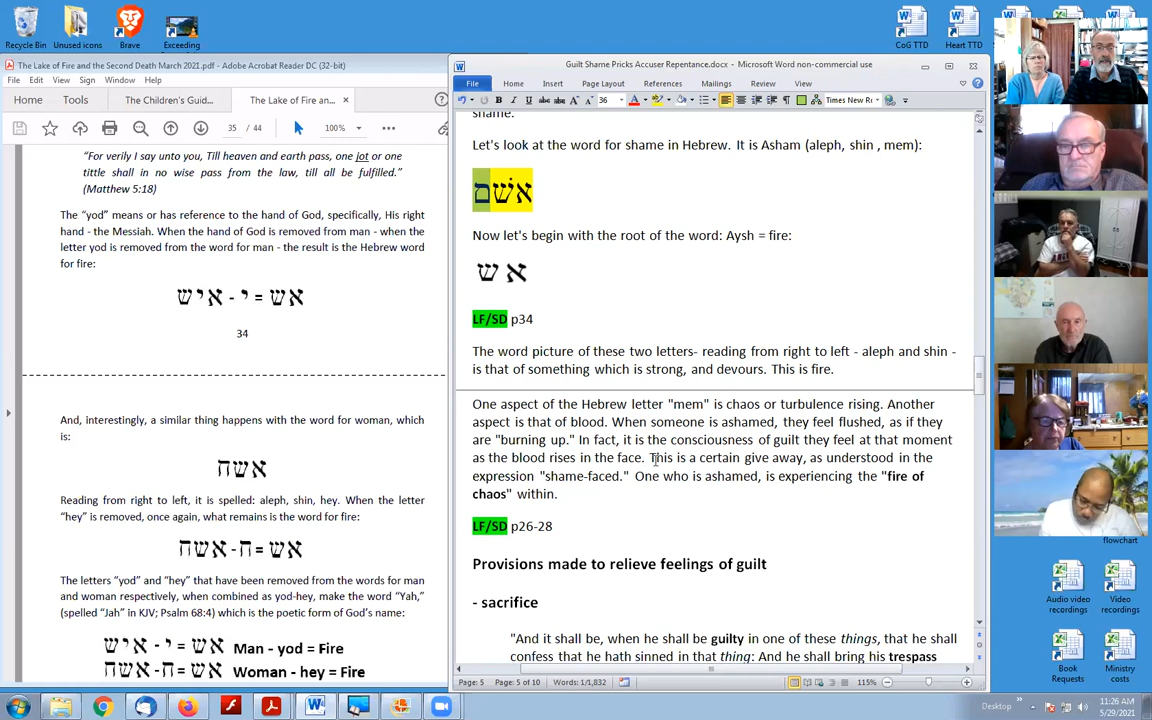 Recycle Bin
Unused icons
Brave
Exceeding
CoG TTD
Heart TTD
The Lake of Fire and the Second Death March 2021.pdf - Adobe Acrobat Reader DC (32-bit)
File Edit View Sign Window Help
Home Tools The Children's Guid... The Lake of Fire an... ×
35 / 44 100%
“For verily I say unto you, Till heaven and earth pass, one jot or one
tittle shall in no wise pass from the law, till all be fulfilled.”
(Matthew 5:18)
The “yod” means or has reference to the hand of God, specifically, His right
hand - the Messiah. When the hand of God is removed from man - when the
letter yod is removed from the word for man - the result is the Hebrew word
for fire:
איש - י = אש
34
And, interestingly, a similar thing happens with the word for woman, which
is:
אשה
Reading from right to left, it is spelled: aleph, shin, hey. When the letter
“hey” is removed, once again, what remains is the word for fire:
אשה - ה = אש
The letters “yod” and “hey” that have been removed from the words for man
and woman respectively, when combined as yod-hey, make the word “Yah,”
(spelled “Jah” in KJV; Psalm 68:4) which is the poetic form of God’s name:
איש - י = אש Man - yod = Fire
אשה - ה = אש Woman - hey = Fire
Guilt Shame Pricks Accuser Repentance.docx - Microsoft Word non-commercial use
File Home Insert Page Layout References Mailings Review View
36 Times New Ro
shame.
Let's look at the word for shame in Hebrew. It is Asham (aleph, shin , mem):
אשׁם
Now let's begin with the root of the word: Aysh = fire:
א ש
LF/SD p34
The word picture of these two letters- reading from right to left - aleph and shin -
is that of something which is strong, and devours. This is fire.
One aspect of the Hebrew letter "mem" is chaos or turbulence rising. Another
aspect is that of blood. When someone is ashamed, they feel flushed, as if they
are "burning up." In fact, it is the consciousness of guilt they feel at that moment
as the blood rises in the face. This is a certain give away, as understood in the
expression "shame-faced." One who is ashamed, is experiencing the "fire of
chaos" within.
LF/SD p26-28
Provisions made to relieve feelings of guilt
- sacrifice
"And it shall be, when he shall be guilty in one of these things, that he shall
confess that he hath sinned in that thing: And he shall bring his trespass
Page: 5 Page: 5 of 10 Words: 1/1,832 115%
flowchart
Audio video
recordings
Video
recordings
Book
Requests
Ministry
costs
Desktop
11:26 AM
5/29/2021